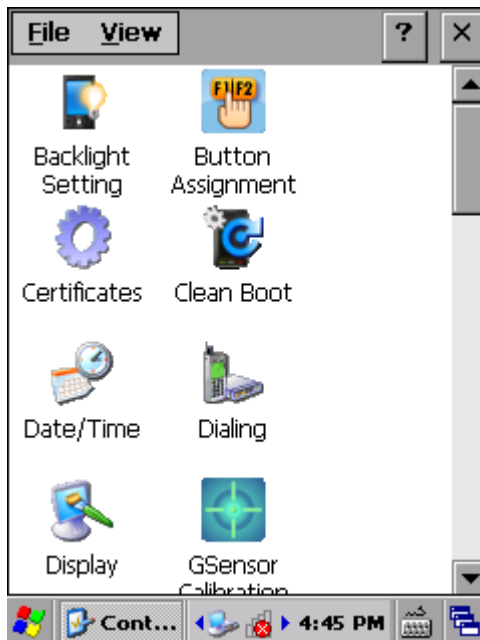 File View ? ×
F1 F2
Backlight Setting
Button Assignment
Certificates
Clean Boot
Date/Time
Dialing
Display
GSensor Calibration
Cont... 4:45 PM